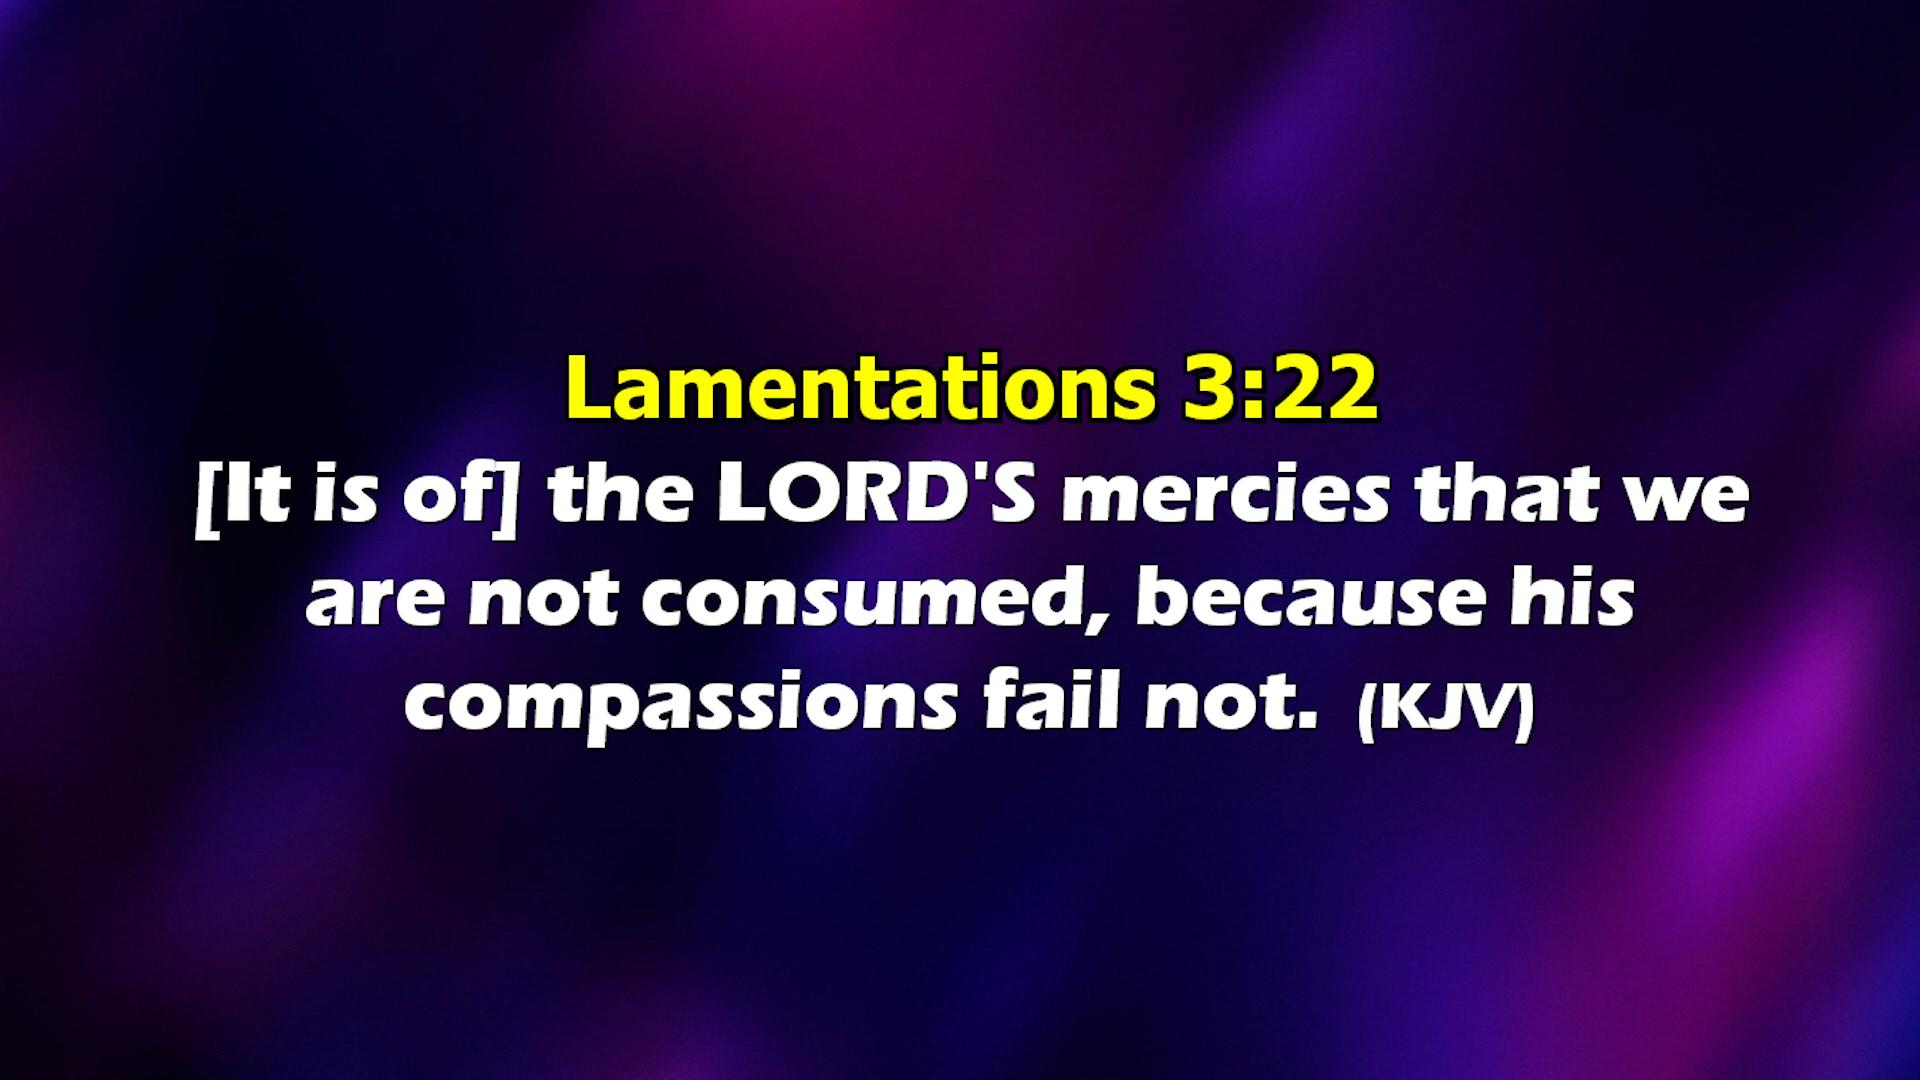 Lamentations 3:22
[It is of] the LORD'S mercies that we
are not consumed, because his
compassions fail not. (KJV)